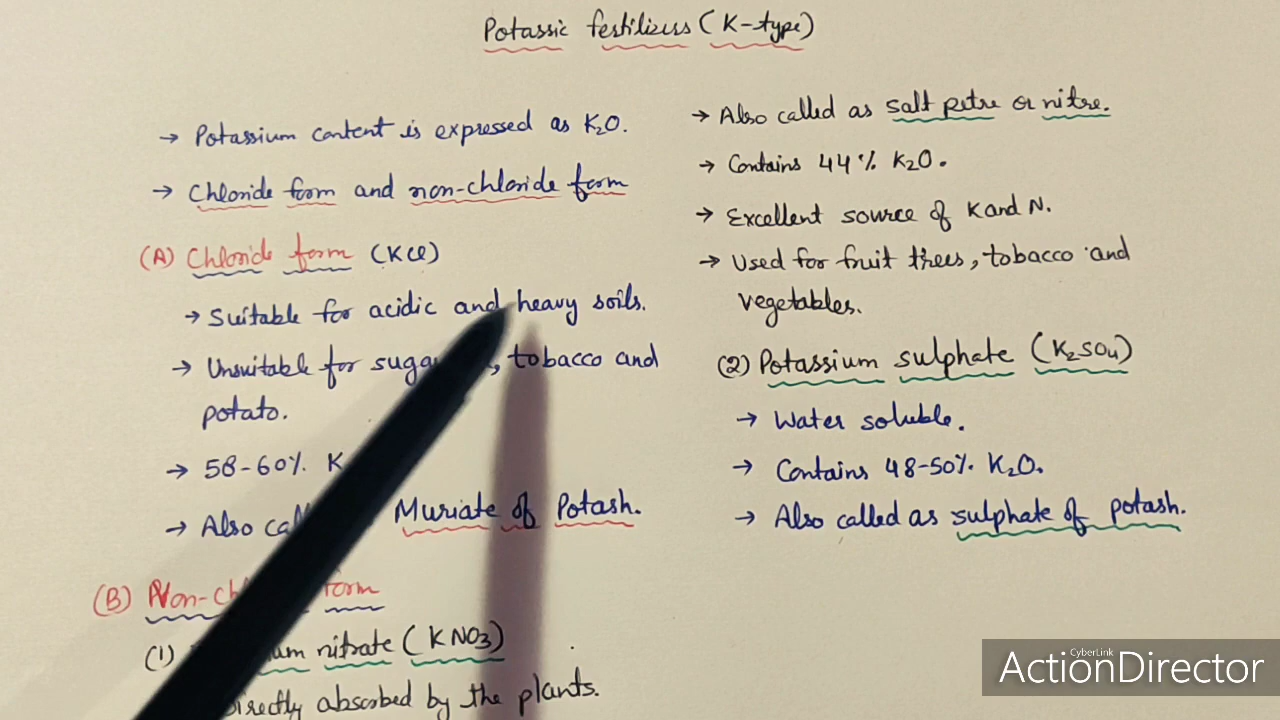 Potassic fertilizers (K-type)
→ Potassium content is expressed as K₂O.
→ Chloride form and non-chloride form
(A) Chloride form (KCl)
→ Suitable for acidic and heavy soils.
→ Unsuitable for tobacco and
potato.
→ 58-60%
→ Also Muriate of Potash.
(B) form
(1) nitrate (KNO₃)
absorbed by the plants.
→ Also called as salt petre or nitre.
→ Contains 44% K₂O.
→ Excellent source of K and N.
→ Used for fruit trees, tobacco and
vegetables.
(2) Potassium sulphate (K₂SO₄)
→ Water soluble.
→ Contains 48-50% K₂O.
→ Also called as sulphate of potash.
CyberLink
ActionDirector